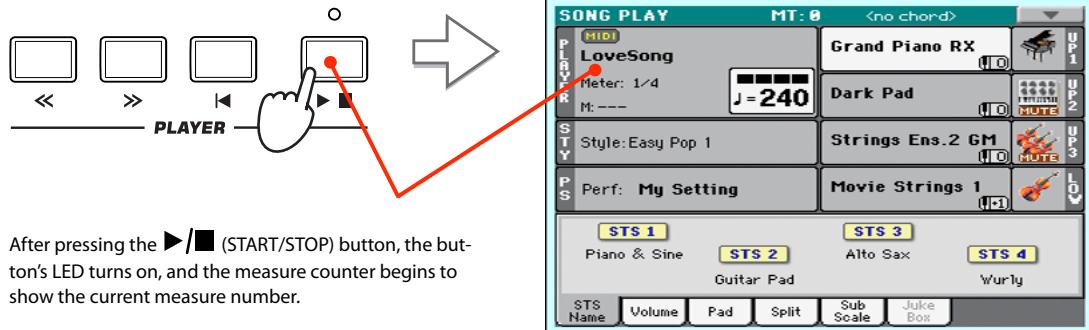 PLAYER
After pressing the ▶/■ (START/STOP) button, the but-
ton's LED turns on, and the measure counter begins to
show the current measure number.
SONG PLAY MT: 0 <no chord>
PLAYER
MIDI
LoveSong
Meter: 1/4
M: ---
♩=240
Grand Piano RX
0
UP1
Dark Pad
0
MUTE
UP2
STY
Style:Easy Pop 1
Strings Ens.2 GM
0
MUTE
UP3
PS
Perf: My Setting
Movie Strings 1
+1
LOW
STS 1
Piano & Sine
STS 2
Guitar Pad
STS 3
Alto Sax
STS 4
Wurly
STS Name
Volume
Pad
Split
Sub Scale
Juke Box